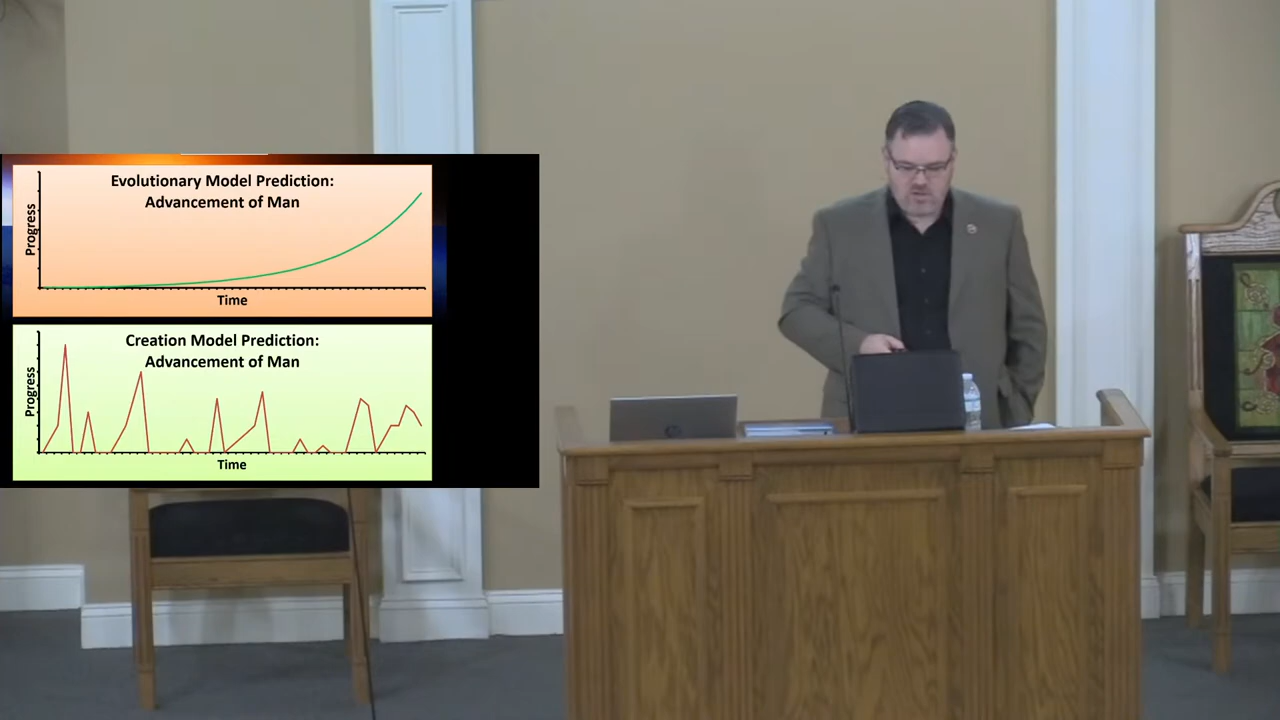 Evolutionary Model Prediction:
Advancement of Man
Progress
Time
Creation Model Prediction:
Advancement of Man
Progress
Time